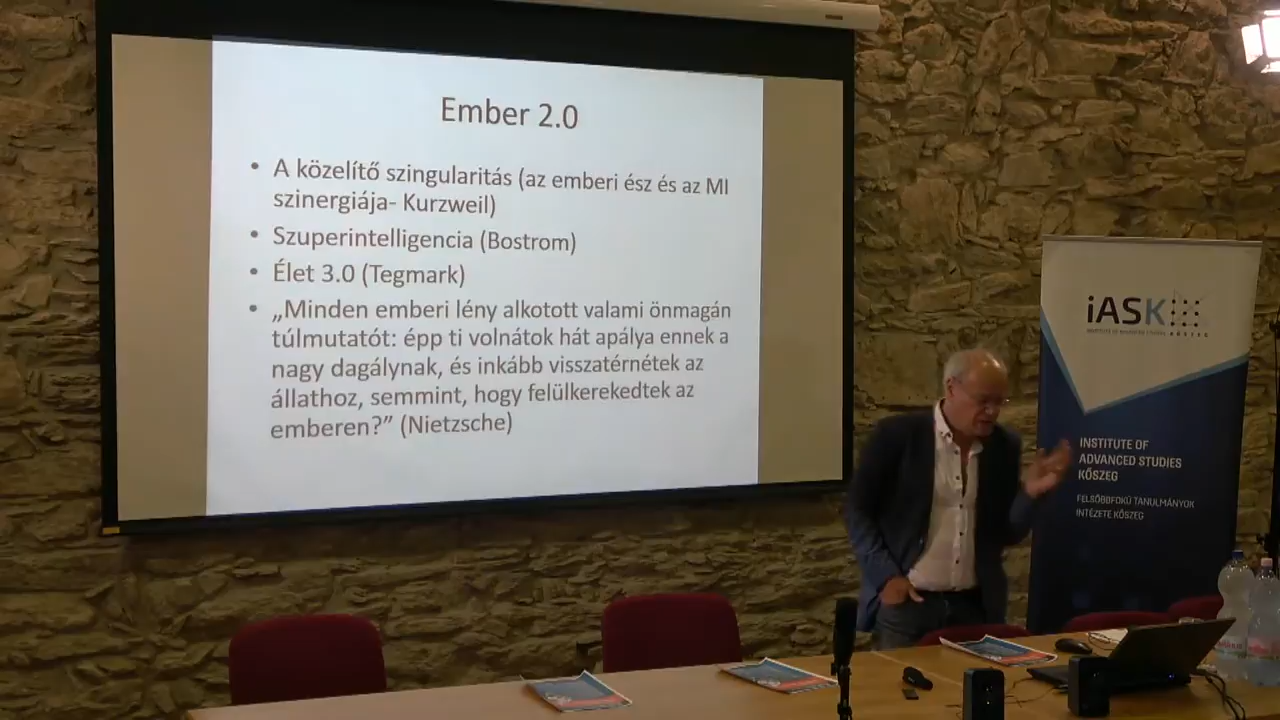 Ember 2.0
• A közelítő szingularitás (az emberi ész és az MI
szinergiája- Kurzweil)
• Szuperintelligencia (Bostrom)
• Élet 3.0 (Tegmark)
• „Minden emberi lény alkotott valami önmagán
túlmutatót: épp ti volnátok hát apálya ennek a
nagy dagálynak, és inkább visszatérnétek az
állathoz, semmint, hogy felülkerekedtek az
emberen?” (Nietzsche)
iASK
KŐSZEG
INSTITUTE OF
ADVANCED STUDIES
KŐSZEG
FELSŐBBFOKÚ TANULMÁNYOK
INTÉZETE KŐSZEG